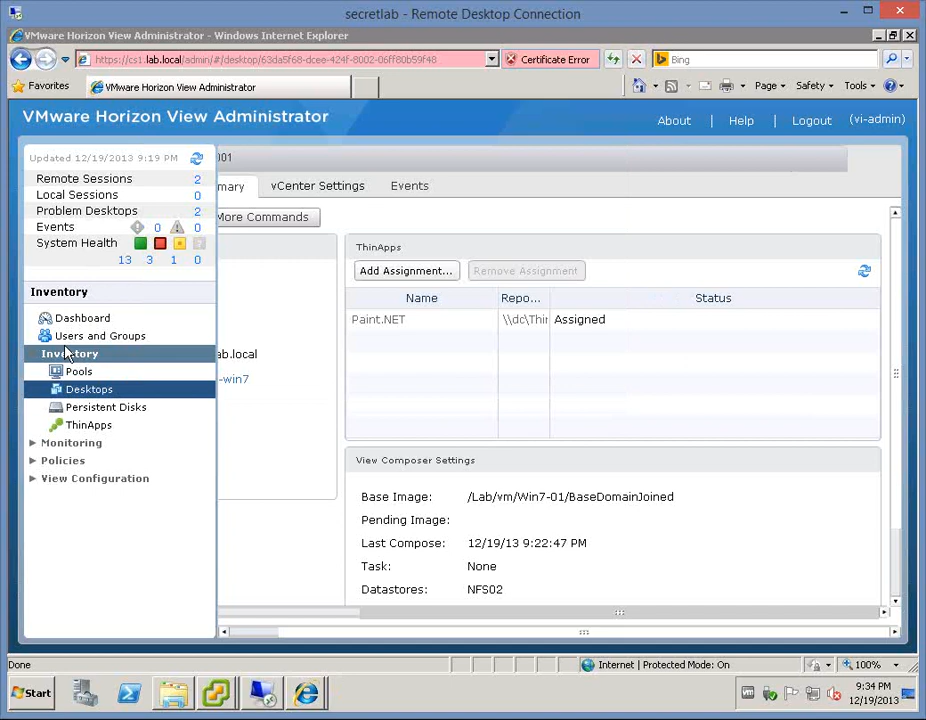 secretlab - Remote Desktop Connection
VMware Horizon View Administrator - Windows Internet Explorer
https://cs1.lab.local/admin/#/desktop/63da5f68-dcee-424f-8002-06ff80b59f48
Certificate Error
Bing
Favorites
VMware Horizon View Administrator
Page
Safety
Tools
VMware Horizon View Administrator
About | Help | Logout (vi-admin)
Updated 12/19/2013 9:19 PM
Remote Sessions 2
Local Sessions 0
Problem Desktops 2
Events 0 0
System Health
13 3 1 0
Inventory
Dashboard
Users and Groups
Inventory
Pools
Desktops
Persistent Disks
ThinApps
Monitoring
Policies
View Configuration
001
mary
vCenter Settings
Events
More Commands
ab.local
-win7
ThinApps
Add Assignment...
Remove Assignment
Name Repo... Status
Paint.NET \\dc\Thir Assigned
View Composer Settings
Base Image: /Lab/vm/Win7-01/BaseDomainJoined
Pending Image:
Last Compose: 12/19/13 9:22:47 PM
Task: None
Datastores: NFS02
Done
Internet | Protected Mode: On
100%
Start
9:34 PM
12/19/2013